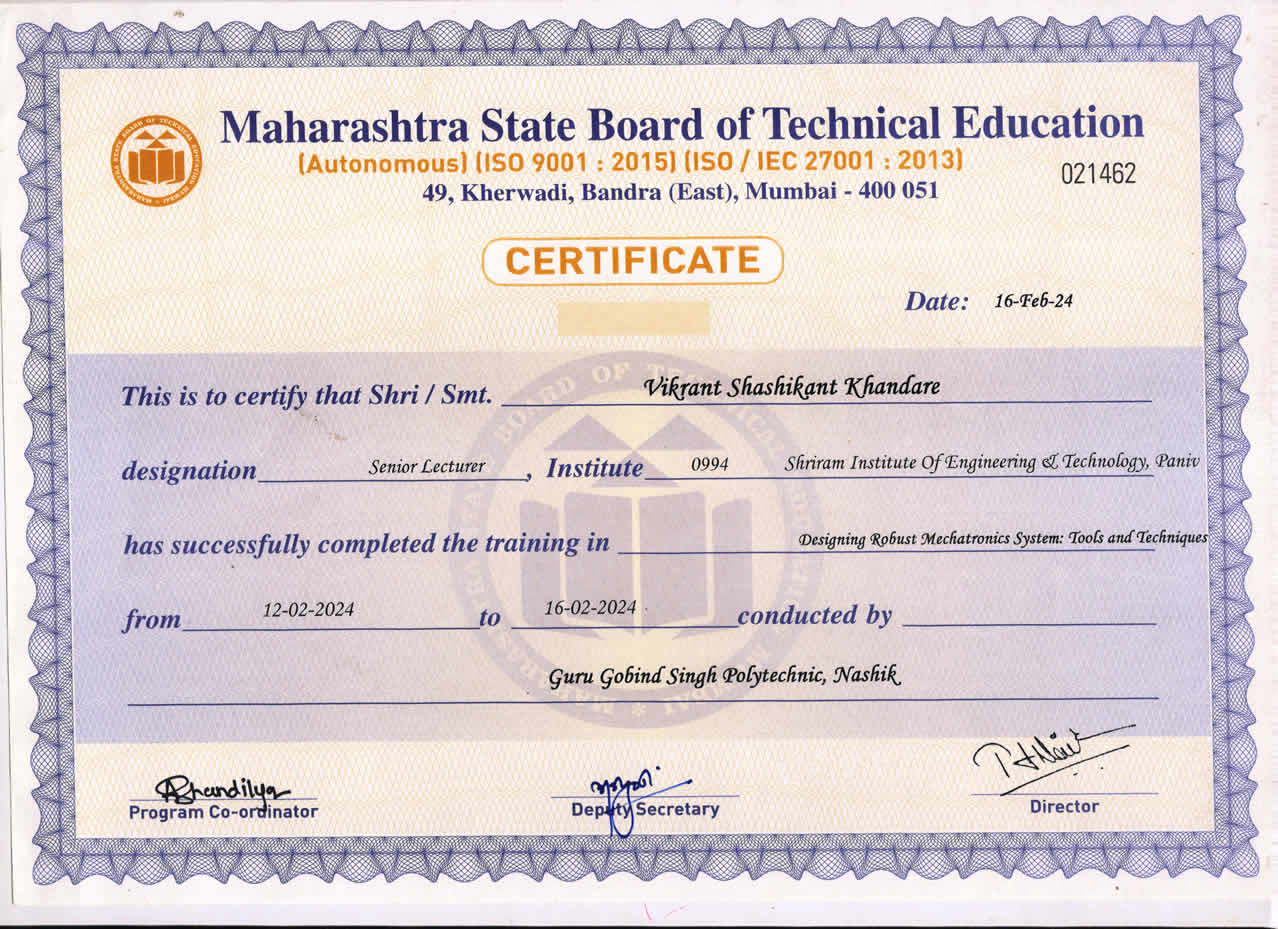 Maharashtra State Board of Technical Education
(Autonomous) (ISO 9001 : 2015) (ISO / IEC 27001 : 2013)
021462
49, Kherwadi, Bandra (East), Mumbai - 400 051
CERTIFICATE
Date: 16-Feb-24
This is to certify that Shri / Smt. Vikrant Shashikant Khandare
designation Senior Lecturer, Institute 0994 Shriram Institute Of Engineering & Technology, Paniv
has successfully completed the training in Designing Robust Mechatronics System: Tools and Techniques
from 12-02-2024 to 16-02-2024 conducted by
Guru Gobind Singh Polytechnic, Nashik
Program Co-ordinator
Deputy Secretary
Director